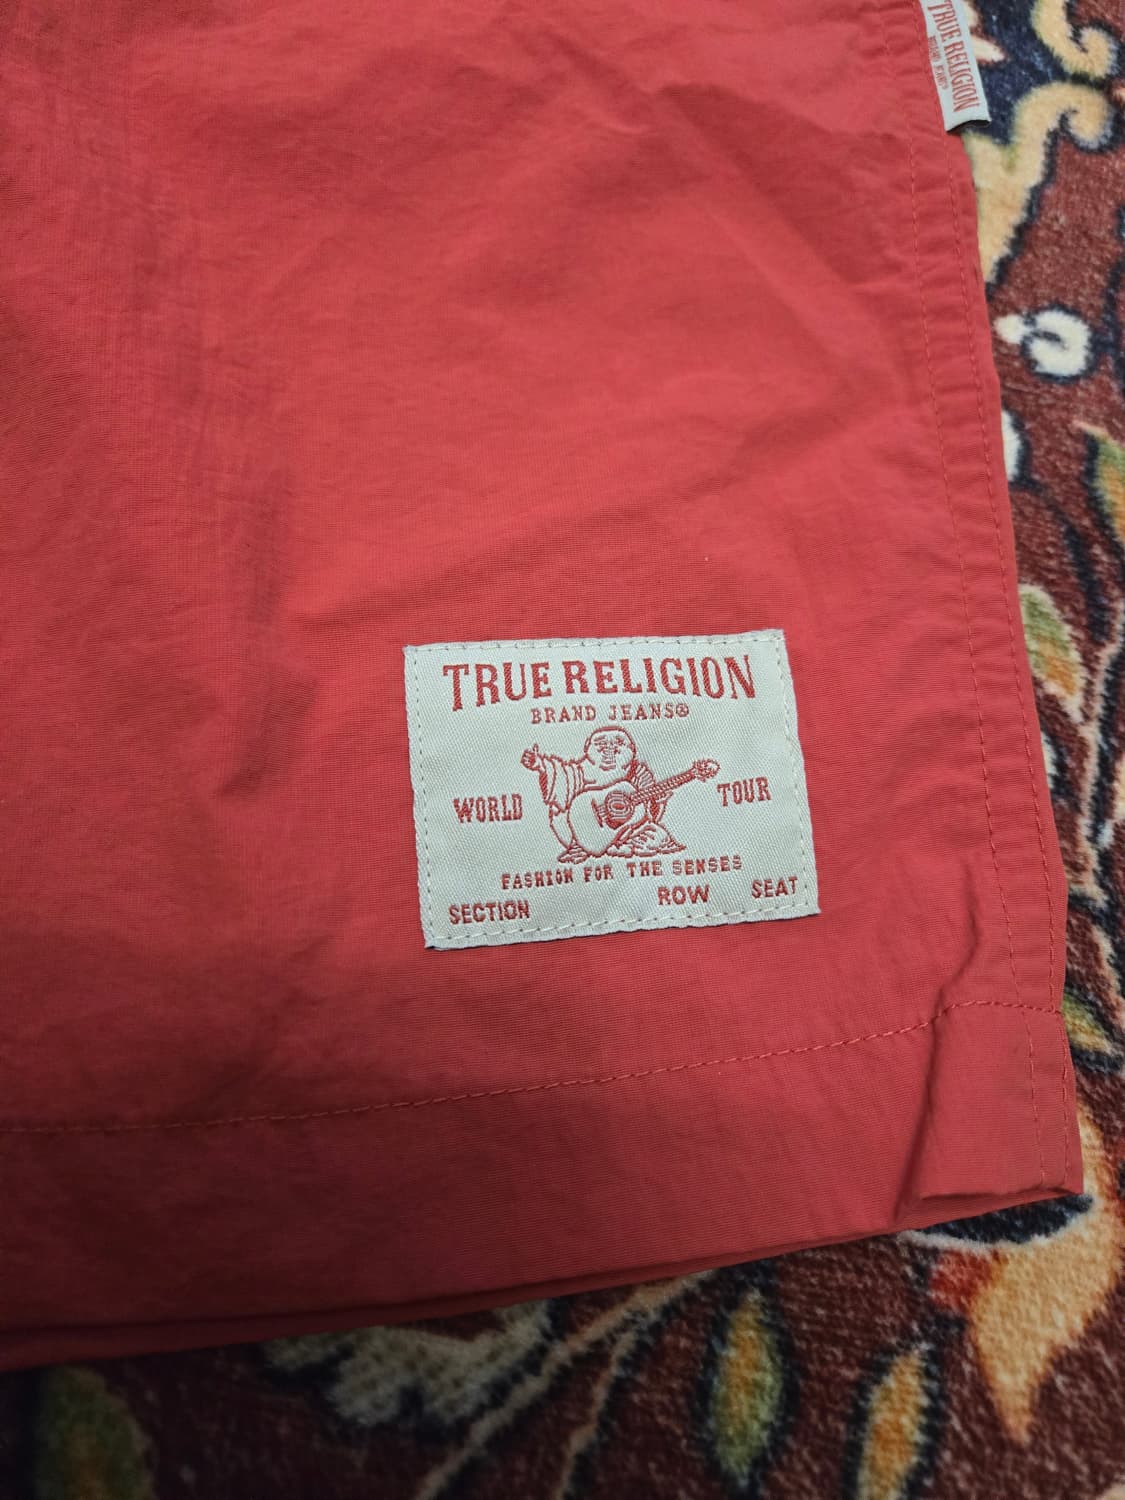 TRUE RELIGION
TRUE RELIGION
BRAND JEANS®
WORLD TOUR
FASHION FOR THE SENSES
SECTION ROW SEAT